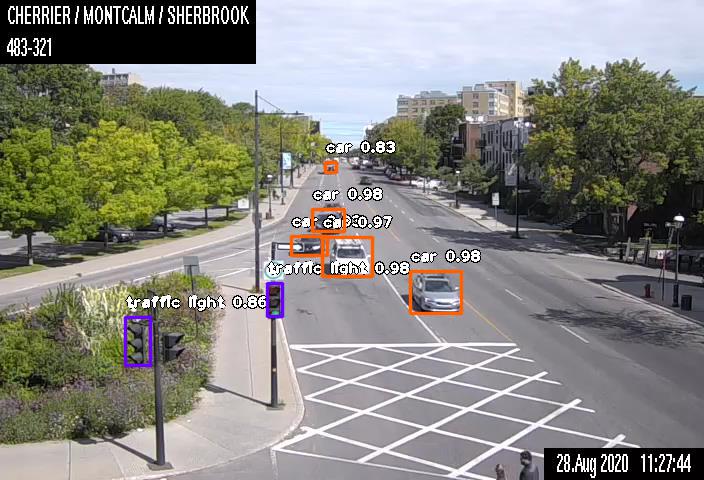 CHERRIER / MONTCALM / SHERBROOK
483-321
car 0.83
car 0.98
car 0.97
car 0.98
traffic light 0.98
traffic light 0.86
28.Aug 2020 11:27:44